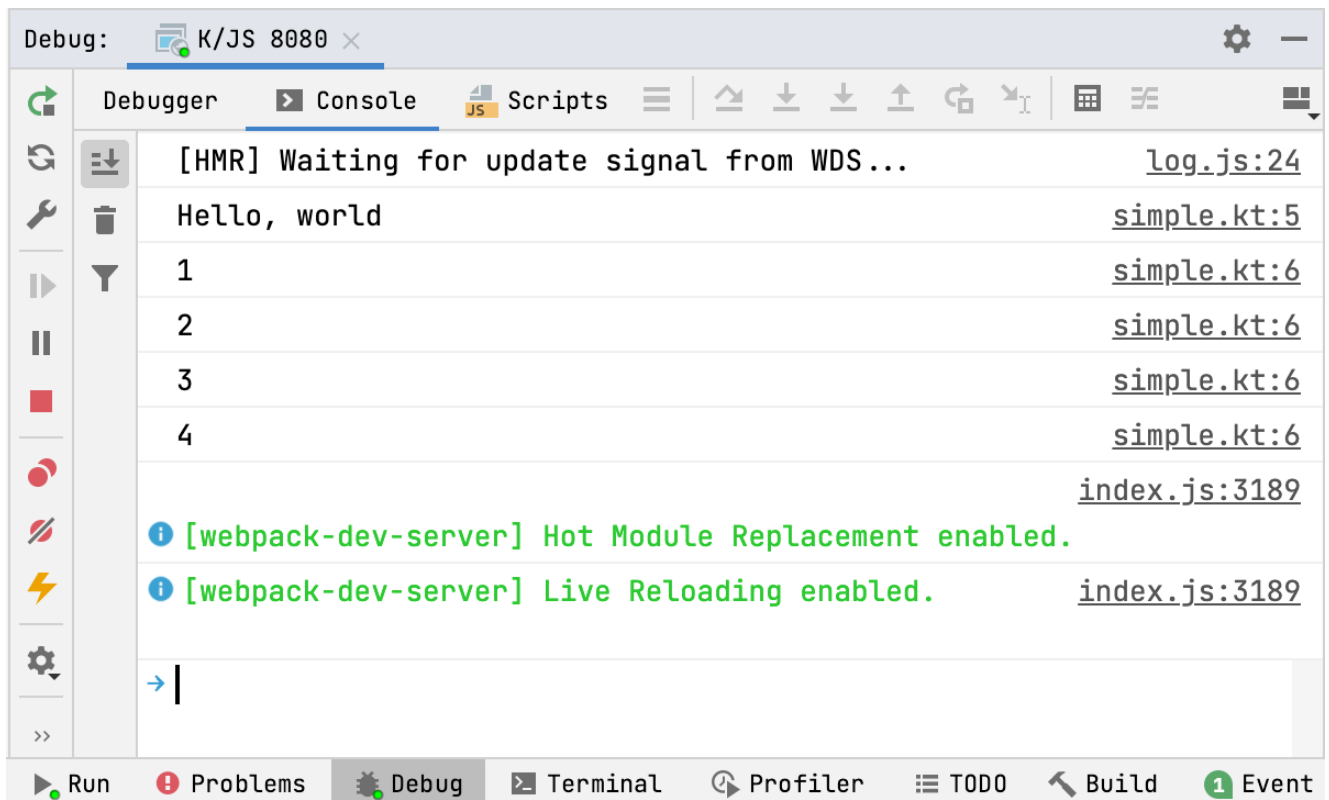 Debug: K/JS 8080
Debugger Console JS Scripts
[HMR] Waiting for update signal from WDS... log.js:24
Hello, world simple.kt:5
1 simple.kt:6
2 simple.kt:6
3 simple.kt:6
4 simple.kt:6
index.js:3189
[webpack-dev-server] Hot Module Replacement enabled.
[webpack-dev-server] Live Reloading enabled. index.js:3189
Run Problems Debug Terminal Profiler TODO Build 1 Event